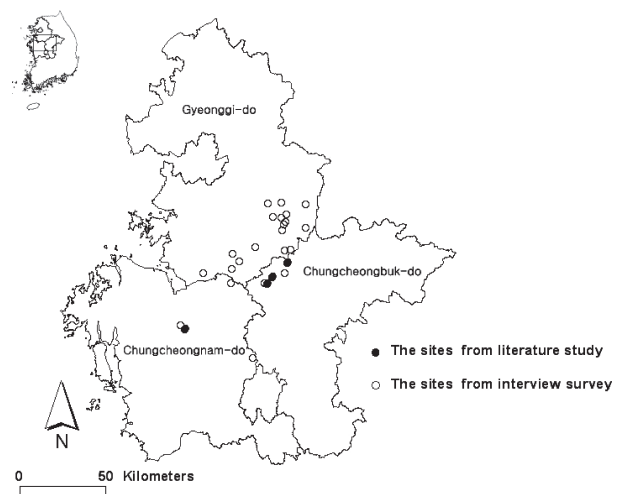 Gyeonggi-do
Chungcheongbuk-do
Chungcheongnam-do
The sites from literature study
The sites from interview survey
N
0 50 Kilometers